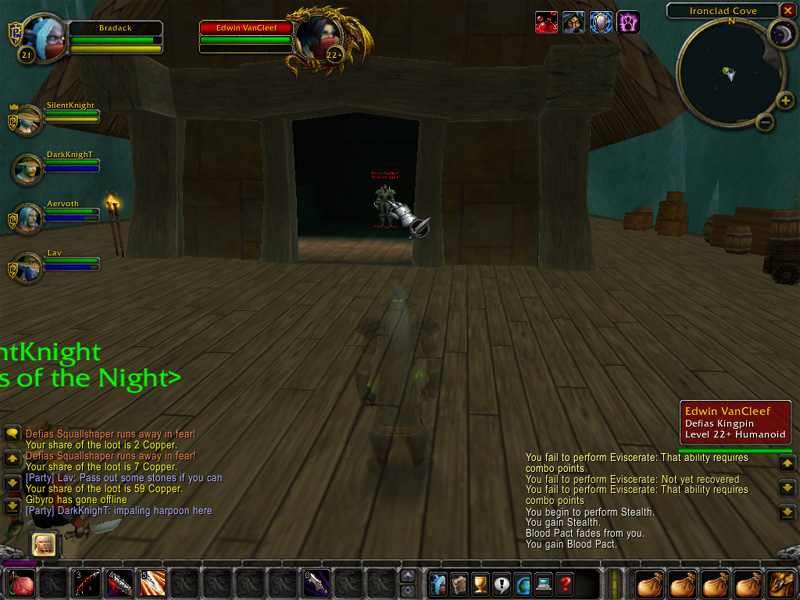 Bradack
21
Edwin VanCleef
22+
Ironclad Cove
N
SilentKnight
DarkKnighT
Aervoth
Lav
ntKnight
s of the Night>
Edwin VanCleef
Defias Kingpin
Level 22+ Humanoid
Defias Squallshaper runs away in fear!
Your share of the loot is 2 Copper.
Defias Squallshaper runs away in fear!
Your share of the loot is 7 Copper.
[Party] Lav: Pass out some stones if you can
Your share of the loot is 59 Copper.
Gibyro has gone offline
[Party] DarkKnighT: impaling harpoon here
You fail to perform Eviscerate: That ability requires
combo points
You fail to perform Eviscerate: Not yet recovered
You fail to perform Eviscerate: That ability requires
combo points
You begin to perform Stealth.
You gain Stealth.
Blood Pact fades from you.
You gain Blood Pact.